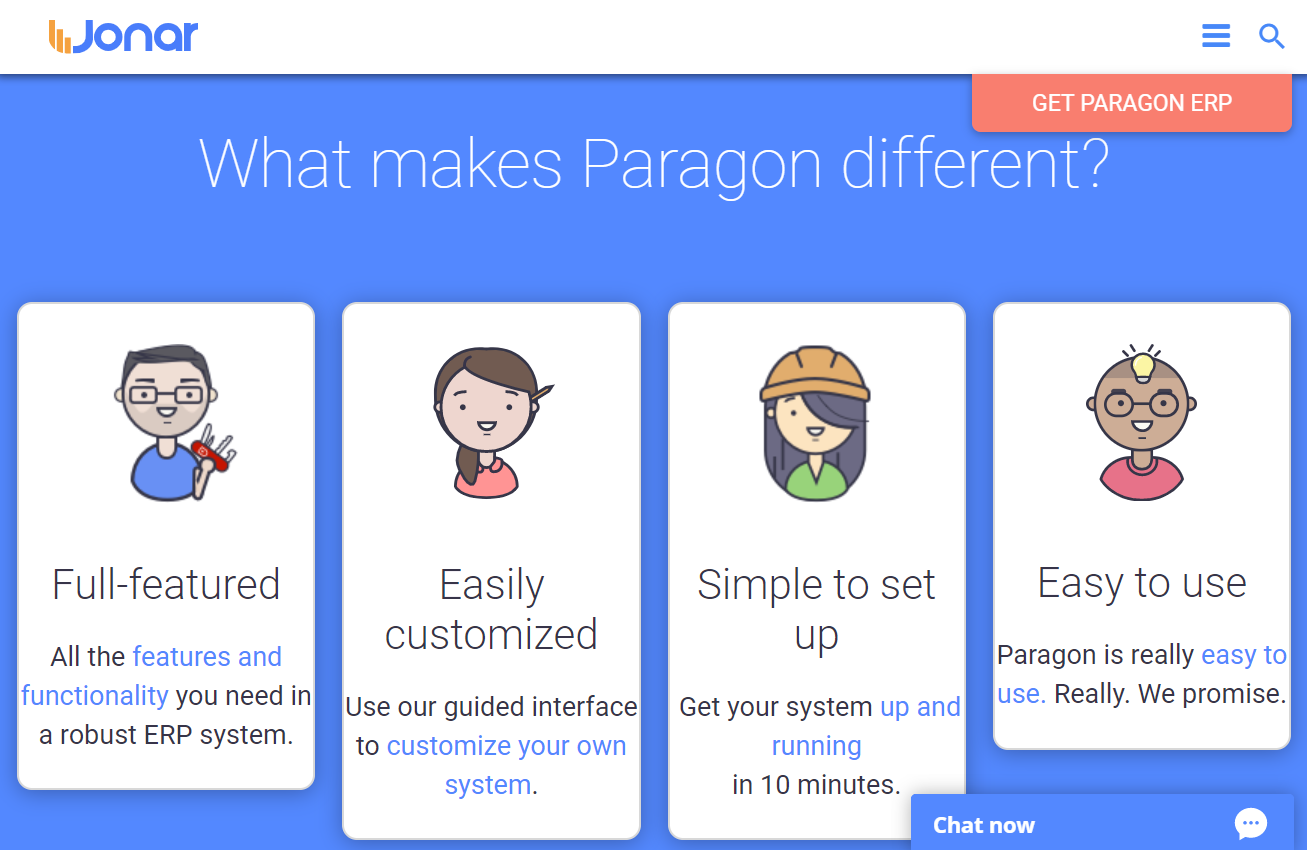 Jonar
GET PARAGON ERP
What makes Paragon different?
Full-featured
All the features and
functionality you need in
a robust ERP system.
Easily
customized
Use our guided interface
to customize your own
system.
Simple to set
up
Get your system up and
running
in 10 minutes.
Easy to use
Paragon is really easy to
use. Really. We promise.
Chat now